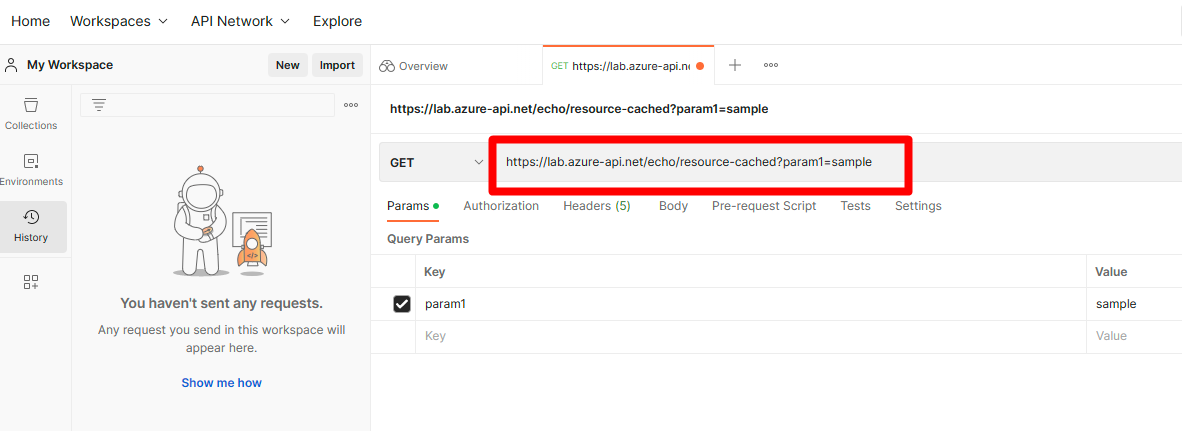 Home Workspaces API Network Explore
My Workspace New Import
Overview
GET https://lab.azure-api.ne
Collections
Environments
History
You haven't sent any requests.
Any request you send in this workspace will
appear here.
Show me how
https://lab.azure-api.net/echo/resource-cached?param1=sample
GET https://lab.azure-api.net/echo/resource-cached?param1=sample
Params Authorization Headers (5) Body Pre-request Script Tests Settings
Query Params
Key Value
param1 sample
Key Value